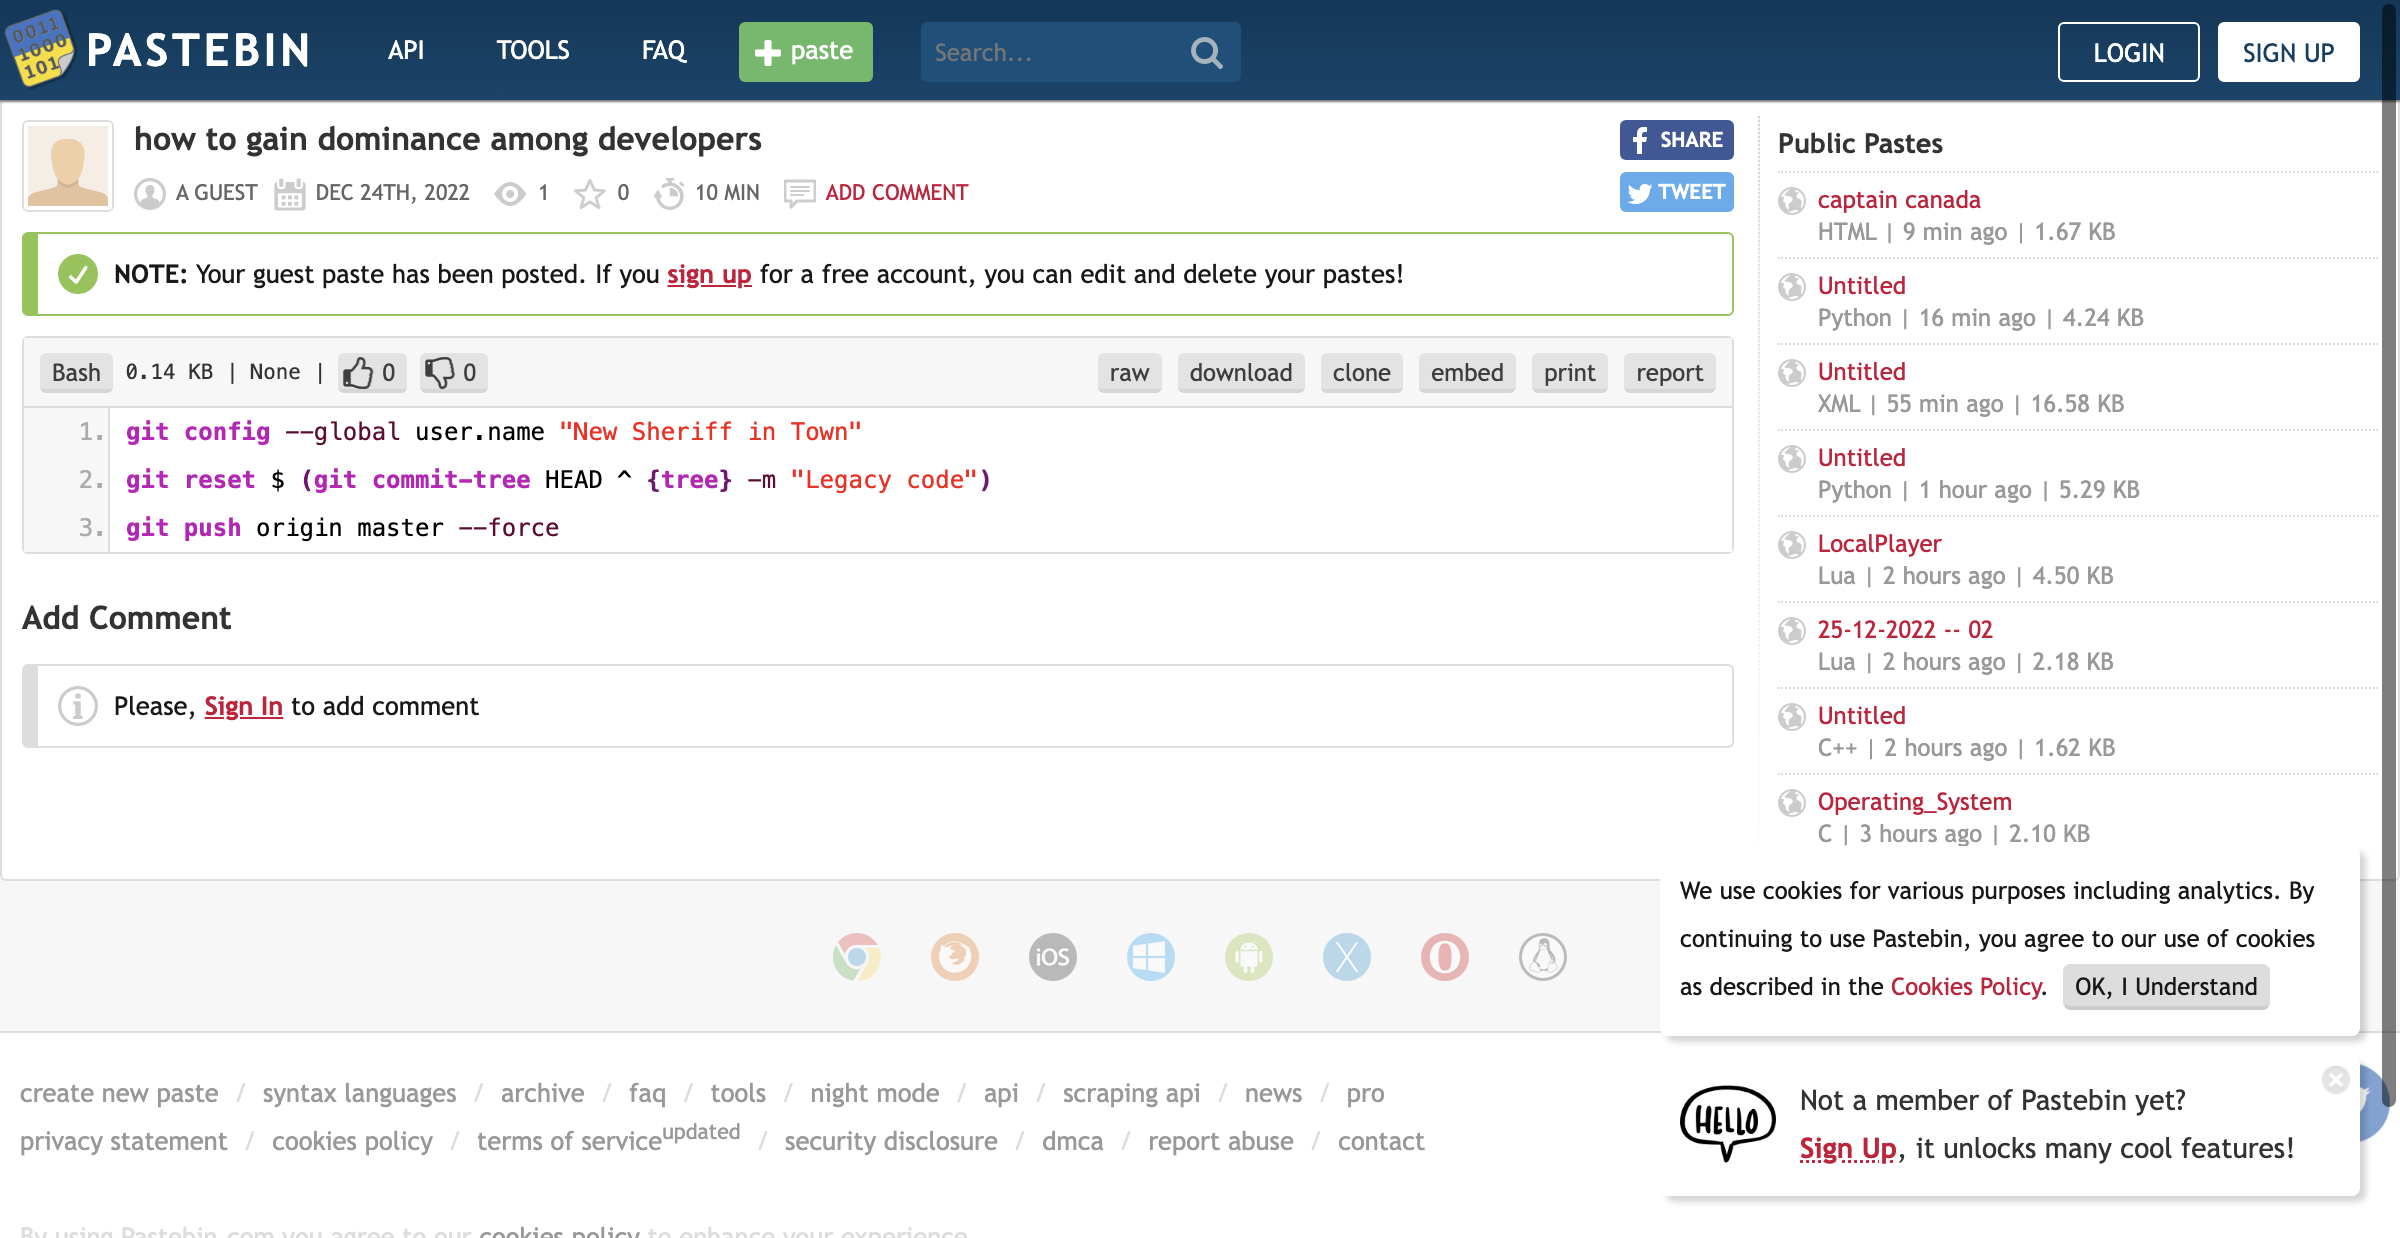 0011
1000
101
PASTEBIN
API
TOOLS
FAQ
paste
Search...
LOGIN
SIGN UP
how to gain dominance among developers
A GUEST
DEC 24TH, 2022
1
0
10 MIN
ADD COMMENT
SHARE
TWEET
NOTE: Your guest paste has been posted. If you sign up for a free account, you can edit and delete your pastes!
Bash 0.14 KB | None | 0 0
raw
download
clone
embed
print
report
1. git config --global user.name "New Sheriff in Town"
2. git reset $ (git commit-tree HEAD ^ {tree} -m "Legacy code")
3. git push origin master --force
Add Comment
Please, Sign In to add comment
Public Pastes
captain canada
HTML | 9 min ago | 1.67 KB
Untitled
Python | 16 min ago | 4.24 KB
Untitled
XML | 55 min ago | 16.58 KB
Untitled
Python | 1 hour ago | 5.29 KB
LocalPlayer
Lua | 2 hours ago | 4.50 KB
25-12-2022 -- 02
Lua | 2 hours ago | 2.18 KB
Untitled
C++ | 2 hours ago | 1.62 KB
Operating_System
C | 3 hours ago | 2.10 KB
We use cookies for various purposes including analytics. By
continuing to use Pastebin, you agree to our use of cookies
as described in the Cookies Policy. OK, I Understand
iOS
create new paste / syntax languages / archive / faq / tools / night mode / api / scraping api / news / pro
privacy statement / cookies policy / terms of service updated / security disclosure / dmca / report abuse / contact
HELLO
Not a member of Pastebin yet?
Sign Up, it unlocks many cool features!
By using Pastebin.com you agree to our cookies policy to enhance your experience.